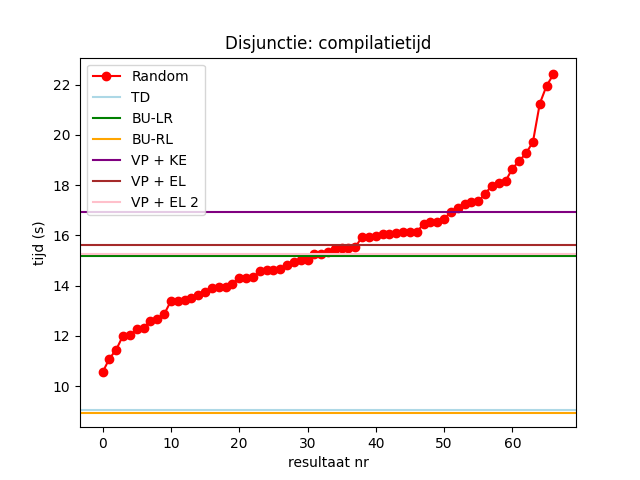 Disjunctie: compilatietijd
Random
TD
BU-LR
BU-RL
VP + KE
VP + EL
VP + EL 2
tijd (s)
22
20
18
16
14
12
10
0 10 20 30 40 50 60
resultaat nr